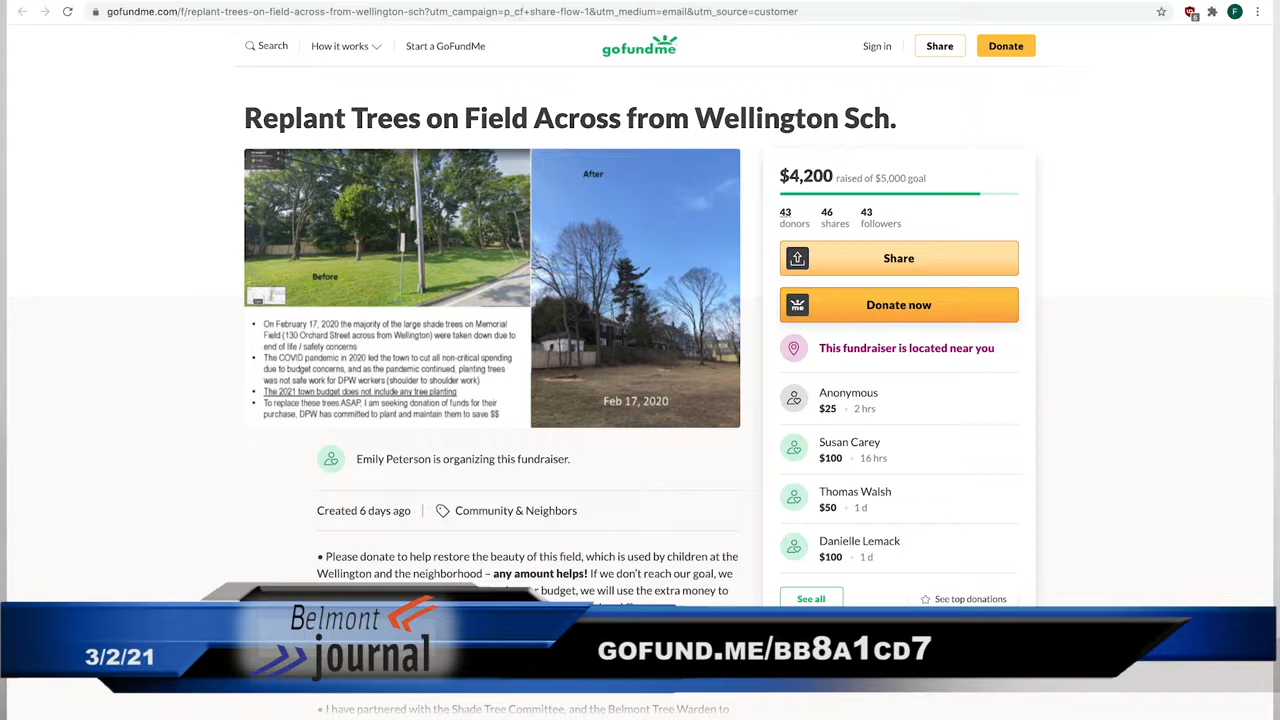 gofundme.com/f/replant-trees-on-field-across-from-wellington-sch?utm_campaign=p_cf+share-flow-1&utm_medium=email&utm_source=customer
6
F
Search
How it works
Start a GoFundMe
gofundme
Sign in
Share
Donate
Replant Trees on Field Across from Wellington Sch.
Before
After
Feb 17, 2020
• On February 17, 2020 the majority of the large shade trees on Memorial
Field (130 Orchard Street across from Wellington) were taken down due to
end of life / safety concerns
• The COVID pandemic in 2020 led the town to cut all non-critical spending
due to budget concerns, and as the pandemic continued, planting trees
was not safe work for DPW workers (shoulder to shoulder work)
• The 2021 town budget does not include any tree planting
• To replace these trees ASAP, I am seeking donation of funds for their
purchase, DPW has committed to plant and maintain them to save $$
$4,200 raised of $5,000 goal
43 donors
46 shares
43 followers
Share
me
Donate now
This fundraiser is located near you
Anonymous
$25 • 2 hrs
Susan Carey
$100 • 16 hrs
Thomas Walsh
$50 • 1 d
Danielle Lemack
$100 • 1 d
See all
See top donations
Emily Peterson is organizing this fundraiser.
Created 6 days ago
Community & Neighbors
• Please donate to help restore the beauty of this field, which is used by children at the
Wellington and the neighborhood – any amount helps! If we don't reach our goal, we
budget, we will use the extra money to
Belmont
journal
3/2/21
GOFUND.ME/BB8A1CD7
• I have partnered with the Shade Tree Committee, and the Belmont Tree Warden to